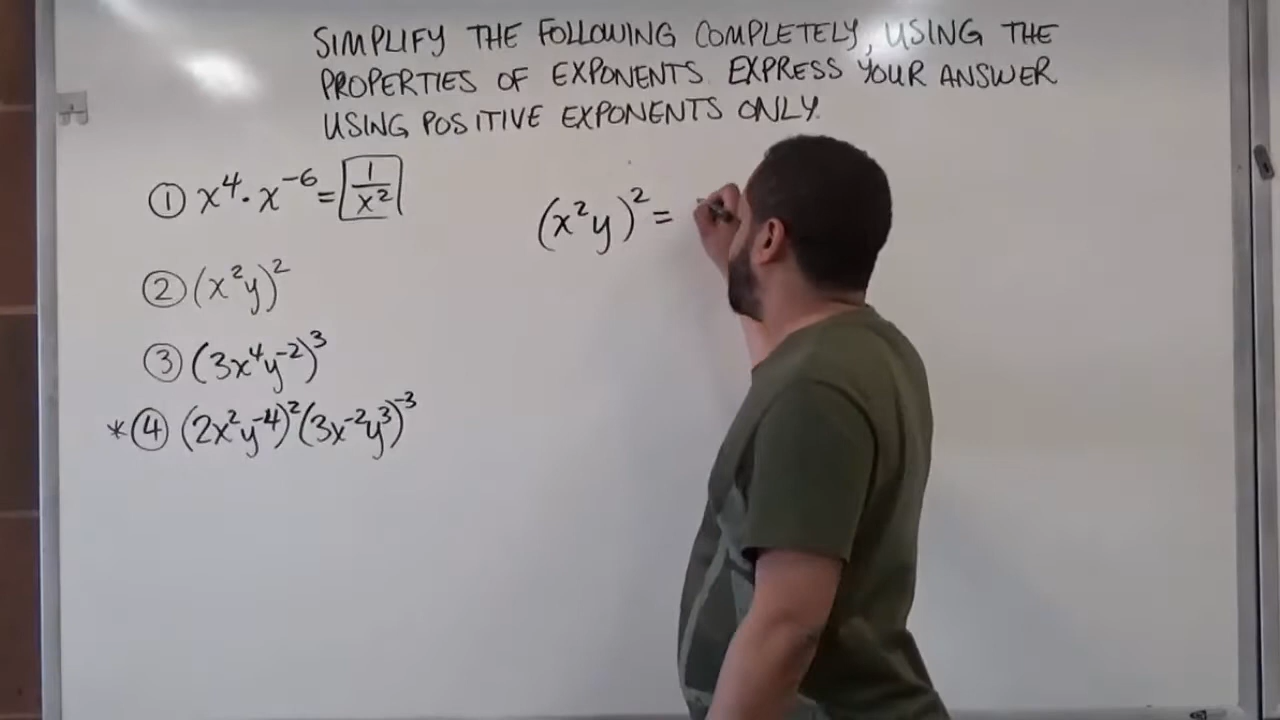 SIMPLIFY THE FOLLOWING COMPLETELY, USING THE
PROPERTIES OF EXPONENTS. EXPRESS YOUR ANSWER
USING POSITIVE EXPONENTS ONLY.
① x⁴·x⁻⁶ = 1/x²
(x²y)² =
② (x²y)²
③ (3x⁴y⁻²)³
*④ (2x²y⁻⁴)²(3x⁻²y³)⁻³